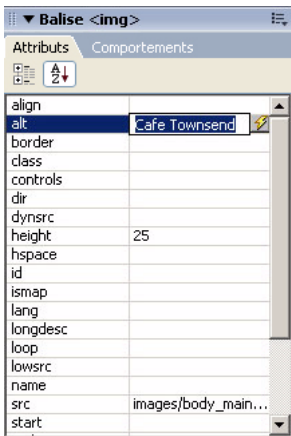 Balise <img>
Attributs Comportements
align
alt Cafe Townsend
border
class
controls
dir
dynsrc
height 25
hspace
id
ismap
lang
longdesc
loop
lowsrc
name
src images/body_main...
start